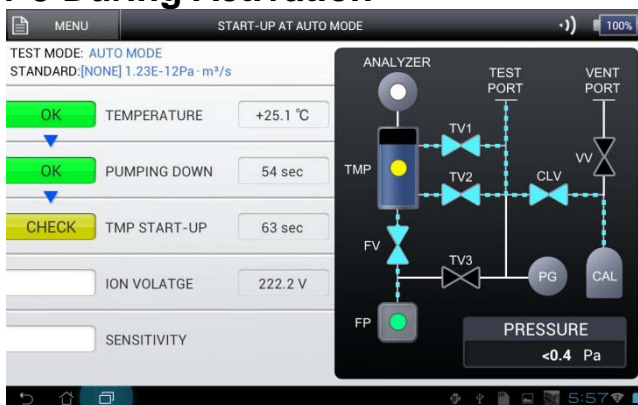 MENU
START-UP AT AUTO MODE
100%
TEST MODE: AUTO MODE
STANDARD:[NONE] 1.23E-12Pa·m³/s
OK TEMPERATURE +25.1 ℃
OK PUMPING DOWN 54 sec
CHECK TMP START-UP 63 sec
ION VOLATGE 222.2 V
SENSITIVITY
ANALYZER
TEST PORT
VENT PORT
TV1
VV
TMP
TV2
CLV
FV
TV3
PG
CAL
FP
PRESSURE
<0.4 Pa
5:57